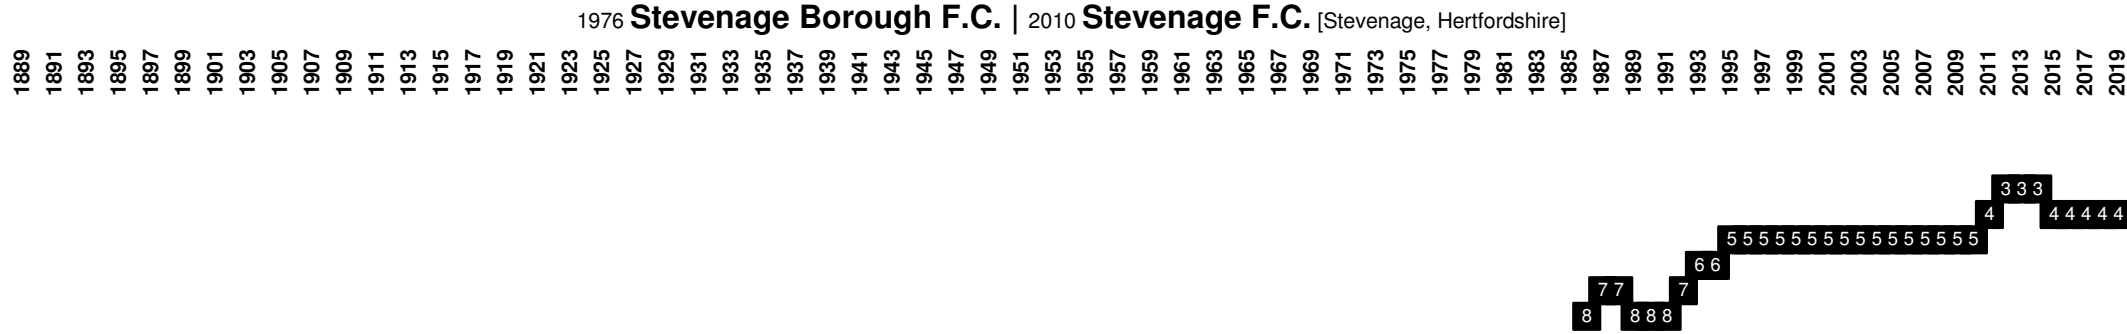 1976 Stevenage Borough F.C. | 2010 Stevenage F.C. [Stevenage, Hertfordshire]
1889 1891 1893 1895 1897 1899 1901 1903 1905 1907 1909 1911 1913 1915 1917 1919 1921 1923 1925 1927 1929 1931 1933 1935 1937 1939 1941 1943 1945 1947 1949 1951 1953 1955 1957 1959 1961 1963 1965 1967 1969 1971 1973 1975 1977 1979 1981 1983 1985 1987 1989 1991 1993 1995 1997 1999 2001 2003 2005 2007 2009 2011 2013 2015 2017 2019
3 3 3
4 4 4 4 4 4
5 5 5 5 5 5 5 5 5 5 5 5 5 5 5 5
6 6
7 7 7
8 8 8 8